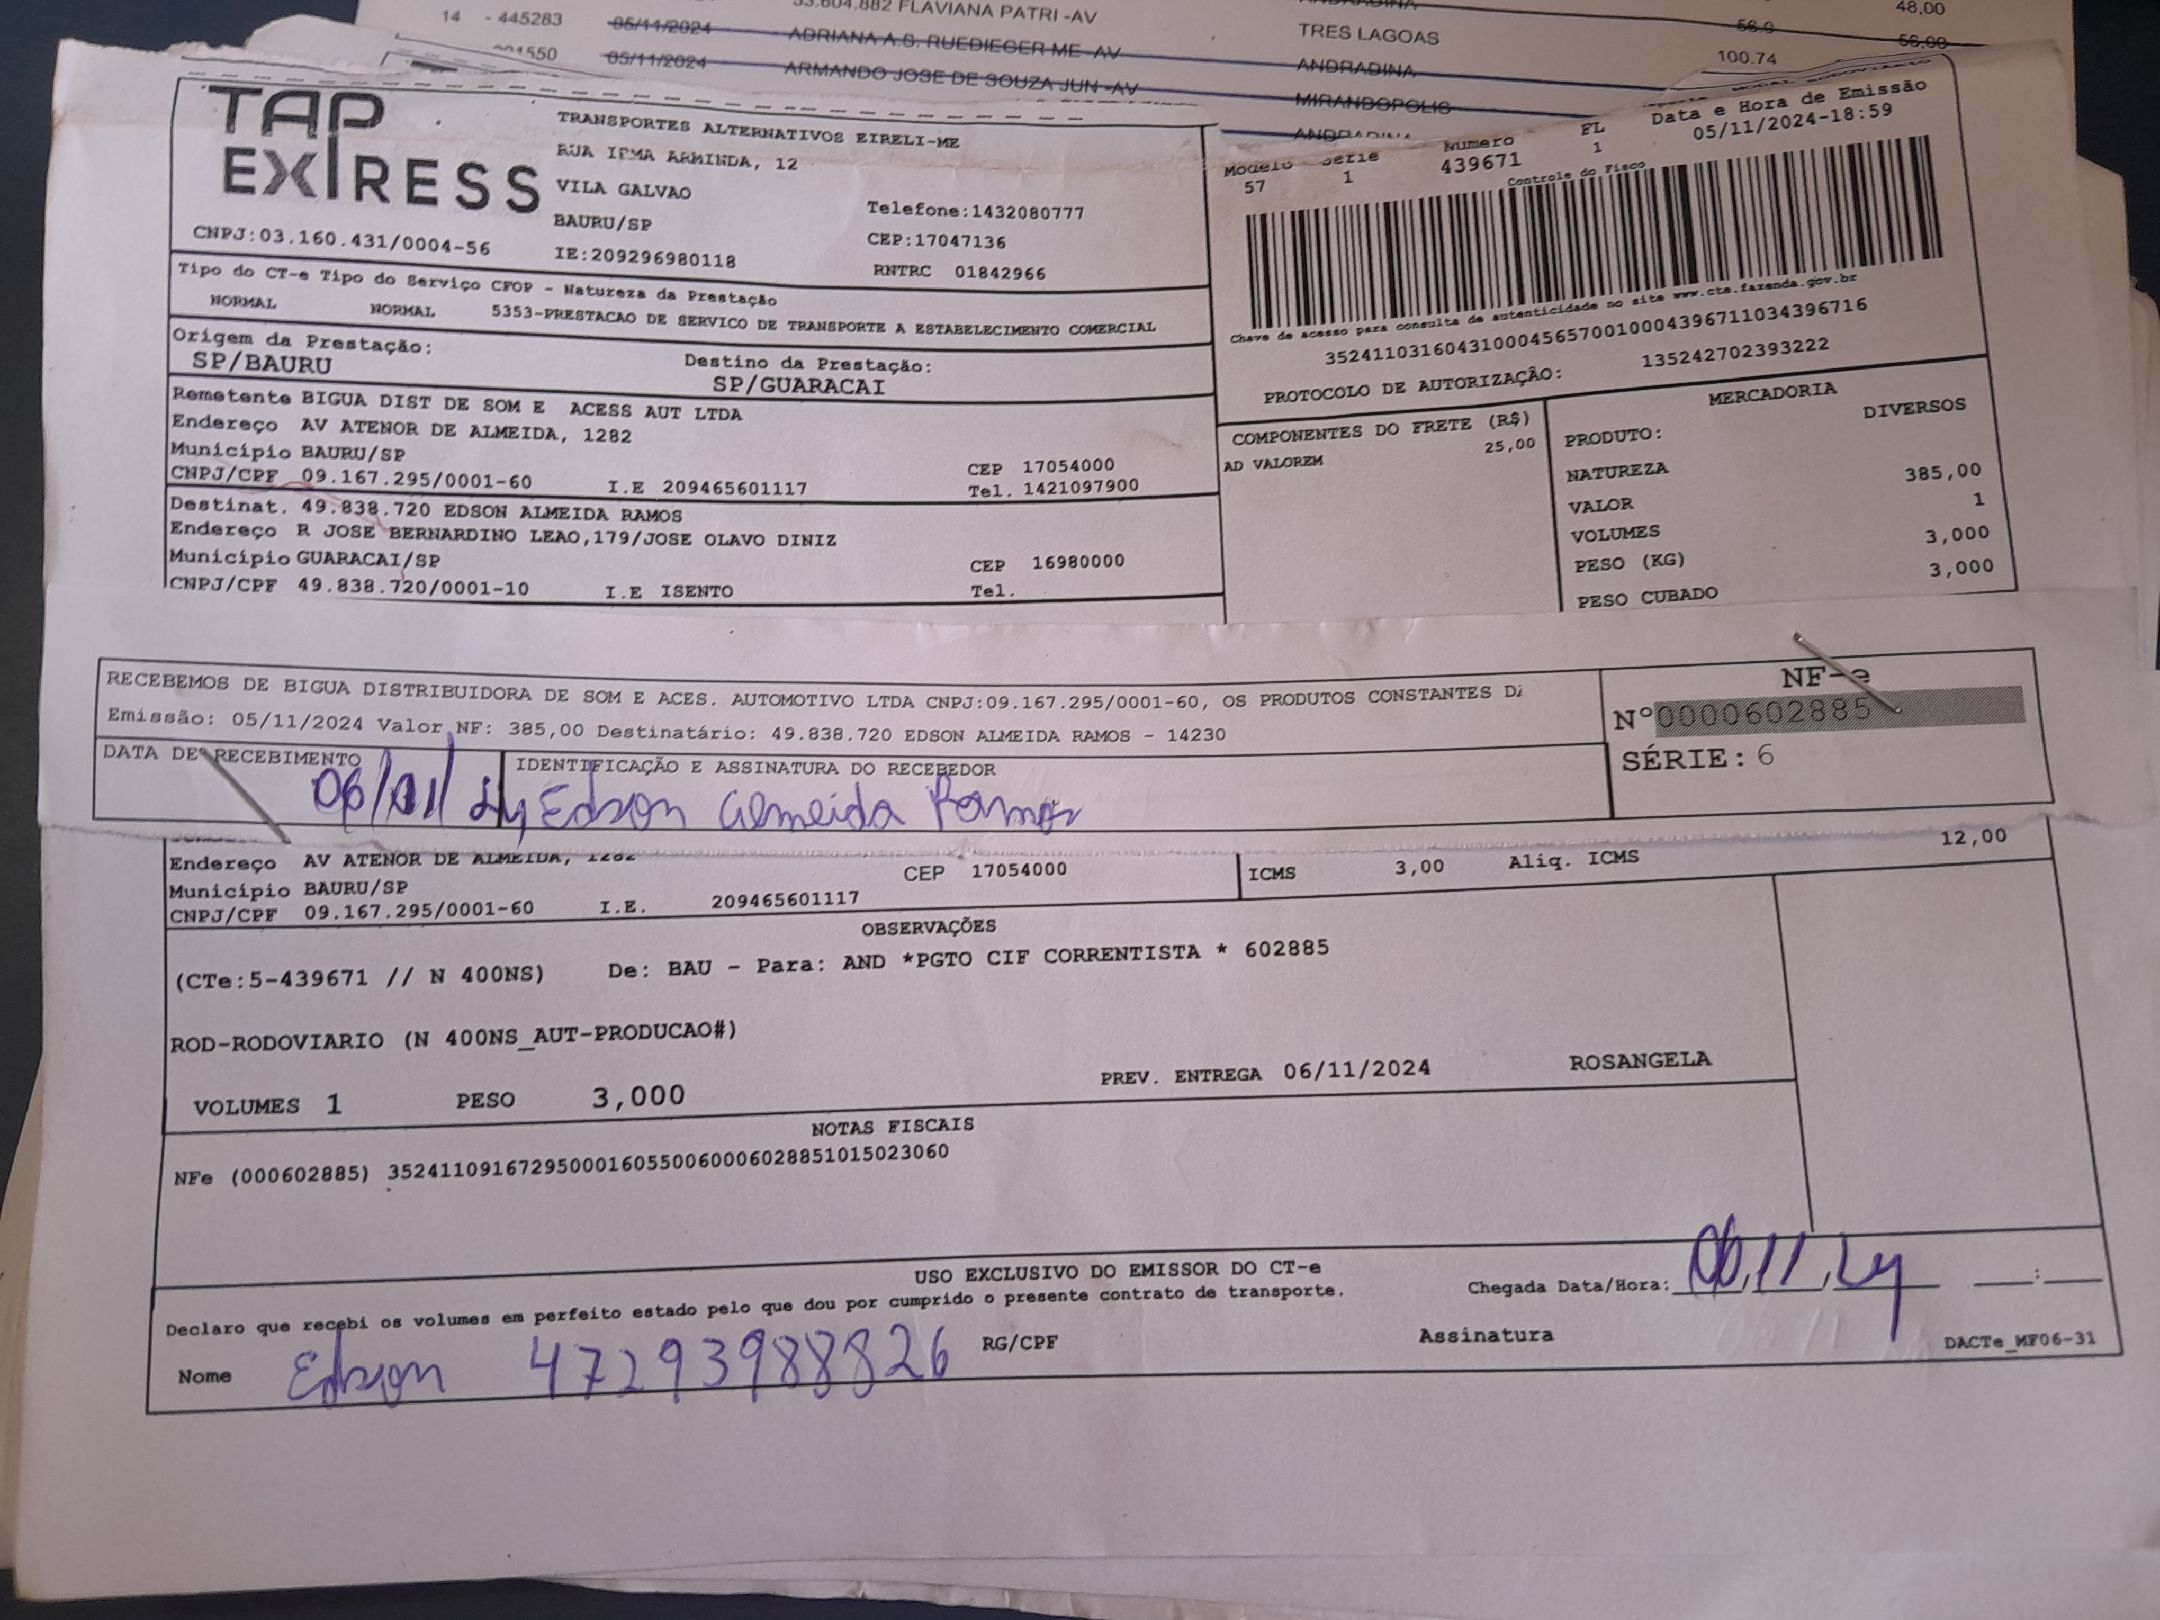 33.604.882 FLAVIANA PATRI -AV
48,00
14 - 445283 05/11/2024 ADRIANA A.S. RUEDIEGER ME -AV TRES LAGOAS 56.0 56,00
05/11/2024 ARMANDO JOSE DE SOUZA JUN -AV ANDRADINA 100.74
MIRANDOPOLIS
TAP
EXPRESS
CNPJ:03.160.431/0004-56
TRANSPORTES ALTERNATIVOS EIRELI-ME
RUA IRMA ARMINDA, 12
VILA GALVAO
BAURU/SP
IE:209296980118
Telefone:1432080777
CEP:17047136
RNTRC 01842966
Modelo Serie Numero FL Data e Hora de Emissão
57 1 439671 1 05/11/2024-18:59
Controle do Fisco
Chave de acesso para consulta de autenticidade no site www.cte.fazenda.gov.br
35241103160431000456570010004396711034396716
PROTOCOLO DE AUTORIZAÇÃO: 135242702393222
Tipo do CT-e Tipo do Serviço CFOP - Natureza da Prestação
NORMAL NORMAL 5353-PRESTACAO DE SERVICO DE TRANSPORTE A ESTABELECIMENTO COMERCIAL
Origem da Prestação: Destino da Prestação:
SP/BAURU SP/GUARACAI
Remetente BIGUA DIST DE SOM E ACESS AUT LTDA
Endereço AV ATENOR DE ALMEIDA, 1282
Município BAURU/SP CEP 17054000
CNPJ/CPF 09.167.295/0001-60 I.E 209465601117 Tel. 1421097900
Destinat. 49.838.720 EDSON ALMEIDA RAMOS
Endereço R JOSE BERNARDINO LEAO,179/JOSE OLAVO DINIZ
Município GUARACAI/SP CEP 16980000
CNPJ/CPF 49.838.720/0001-10 I.E ISENTO Tel.
COMPONENTES DO FRETE (R$)
AD VALOREM 25,00
MERCADORIA
PRODUTO: DIVERSOS
NATUREZA
VALOR 385,00
VOLUMES 1
PESO (KG) 3,000
PESO CUBADO 3,000
RECEBEMOS DE BIGUA DISTRIBUIDORA DE SOM E ACES. AUTOMOTIVO LTDA CNPJ:09.167.295/0001-60, OS PRODUTOS CONSTANTES DA
Emissão: 05/11/2024 Valor NF: 385,00 Destinatário: 49.838.720 EDSON ALMEIDA RAMOS - 14230
DATA DE RECEBIMENTO IDENTIFICAÇÃO E ASSINATURA DO RECEBEDOR
06/11/24 Edson Almeida Ramos
NF-e
Nº0000602885
SÉRIE: 6
Endereço AV ATENOR DE ALMEIDA, 1282
Município BAURU/SP CEP 17054000
CNPJ/CPF 09.167.295/0001-60 I.E. 209465601117
ICMS 3,00 Aliq. ICMS 12,00
OBSERVAÇÕES
(CTe:5-439671 // N 400NS) De: BAU - Para: AND *PGTO CIF CORRENTISTA * 602885
ROD-RODOVIARIO (N 400NS_AUT-PRODUCAO#)
VOLUMES 1 PESO 3,000 PREV. ENTREGA 06/11/2024 ROSANGELA
NOTAS FISCAIS
NFe (000602885) 35241109167295000160550060006028851015023060
USO EXCLUSIVO DO EMISSOR DO CT-e
Declaro que recebi os volumes em perfeito estado pelo que dou por cumprido o presente contrato de transporte.
Chegada Data/Hora: 06,11,24 :
Nome Edson 47293988826 RG/CPF Assinatura
DACTe_MF06-31